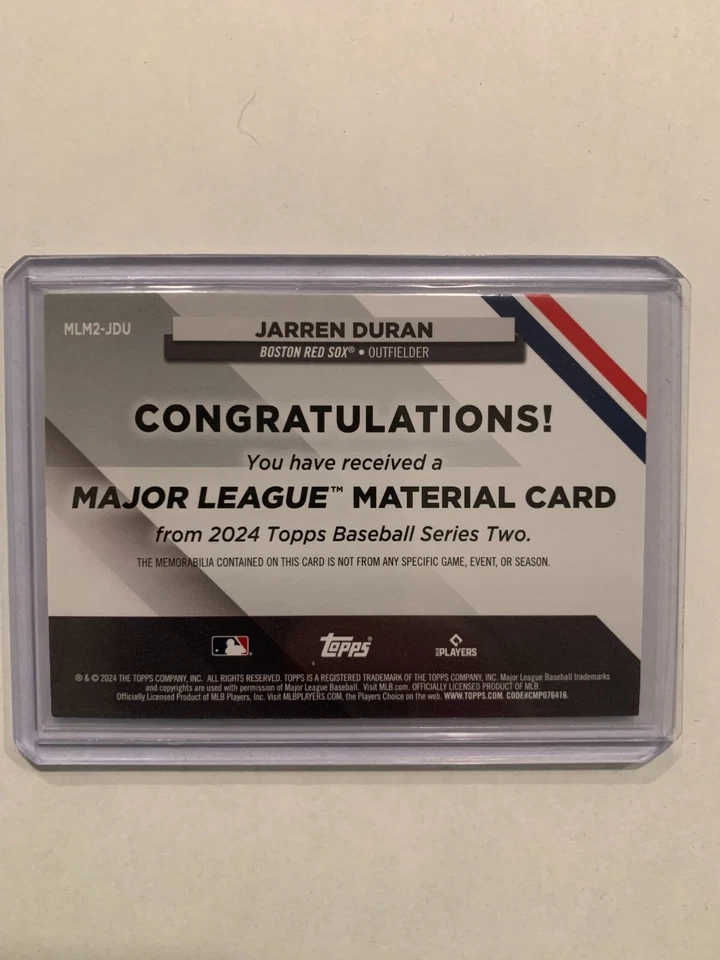 MLM2-JDU
JARREN DURAN
BOSTON RED SOX® • OUTFIELDER
CONGRATULATIONS!
You have received a
MAJOR LEAGUE™ MATERIAL CARD
from 2024 Topps Baseball Series Two.
THE MEMORABILIA CONTAINED ON THIS CARD IS NOT FROM ANY SPECIFIC GAME, EVENT, OR SEASON.
topps® PLAYERS
® & © 2024 THE TOPPS COMPANY, INC. ALL RIGHTS RESERVED. TOPPS IS A REGISTERED TRADEMARK OF THE TOPPS COMPANY, INC. Major League Baseball trademarks
and copyrights are used with permission of Major League Baseball. Visit MLB.com. OFFICIALLY LICENSED PRODUCT OF MLB.
Officially Licensed Product of MLB Players, Inc. Visit MLBPLAYERS.COM, the Players Choice on the web. WWW.TOPPS.COM. CODE#CMP076416.